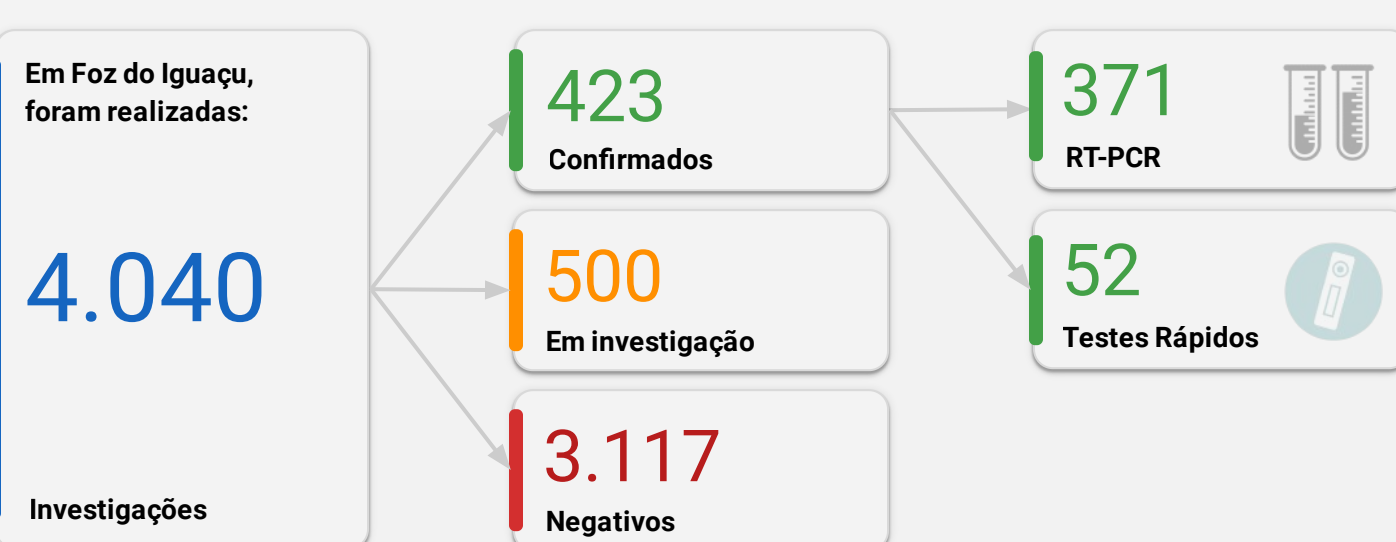 Em Foz do Iguaçu,
foram realizadas:
4.040
Investigações
423
Confirmados
500
Em investigação
3.117
Negativos
371
RT-PCR
52
Testes Rápidos